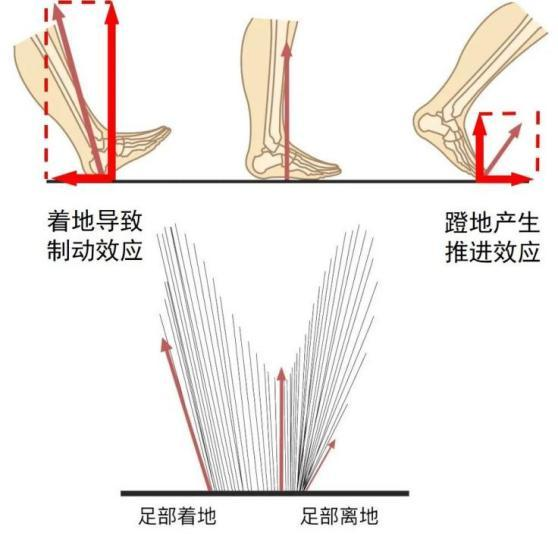 着地导致
制动效应
蹬地产生
推进效应
足部着地
足部离地